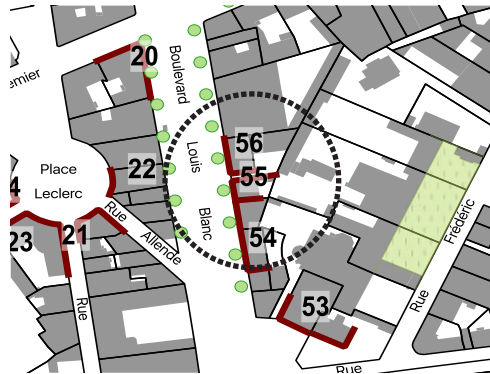 20
Boulevard
emier
56
Louis
Place
22
55
Leclerc
4
Rue
Blanc
Frédéric
21
23
Allende
54
Rue
53
Rue
Rue